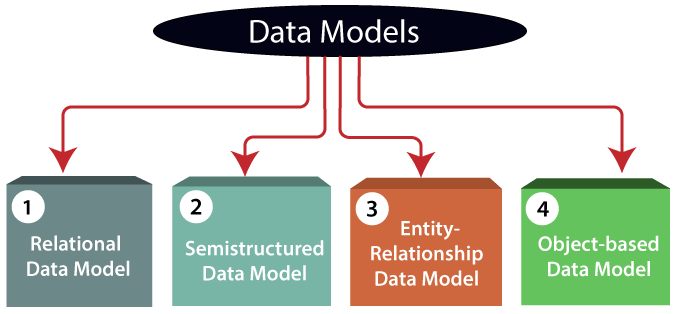 Data Models
1
Relational
Data Model
2
Semistructured
Data Model
3
Entity-
Relationship
Data Model
4
Object-based
Data Model